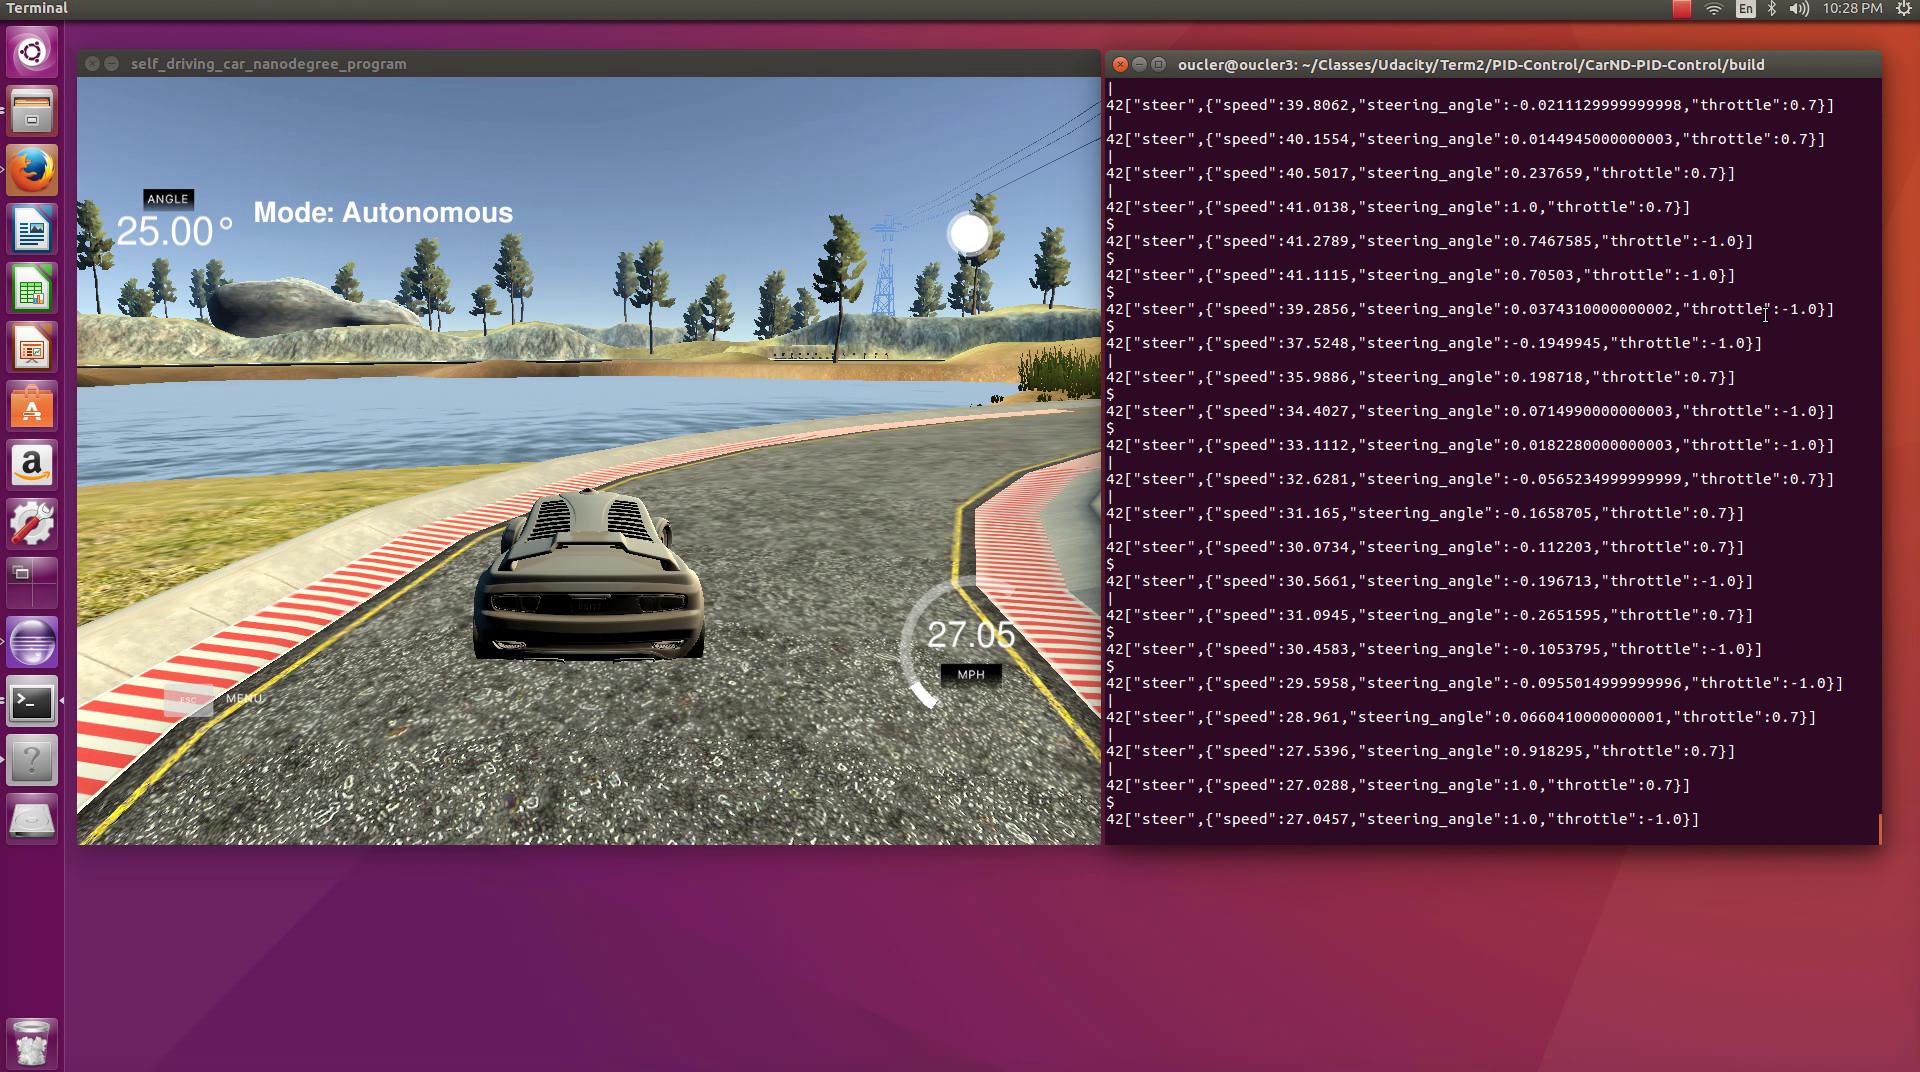 Terminal
En
10:28 PM
self_driving_car_nanodegree_program
ANGLE
25.00°
Mode: Autonomous
27.05
MPH
ESC
MENU
oucler@oucler3: ~/Classes/Udacity/Term2/PID-Control/CarND-PID-Control/build
|
42["steer",{"speed":39.8062,"steering_angle":-0.0211129999999998,"throttle":0.7}]
|
42["steer",{"speed":40.1554,"steering_angle":0.0144945000000003,"throttle":0.7}]
|
42["steer",{"speed":40.5017,"steering_angle":0.237659,"throttle":0.7}]
|
42["steer",{"speed":41.0138,"steering_angle":1.0,"throttle":0.7}]
$
42["steer",{"speed":41.2789,"steering_angle":0.7467585,"throttle":-1.0}]
$
42["steer",{"speed":41.1115,"steering_angle":0.70503,"throttle":-1.0}]
$
42["steer",{"speed":39.2856,"steering_angle":0.0374310000000002,"throttle":-1.0}]
$
42["steer",{"speed":37.5248,"steering_angle":-0.1949945,"throttle":-1.0}]
|
42["steer",{"speed":35.9886,"steering_angle":0.198718,"throttle":0.7}]
$
42["steer",{"speed":34.4027,"steering_angle":0.0714990000000003,"throttle":-1.0}]
$
42["steer",{"speed":33.1112,"steering_angle":0.0182280000000003,"throttle":-1.0}]
|
42["steer",{"speed":32.6281,"steering_angle":-0.0565234999999999,"throttle":0.7}]
|
42["steer",{"speed":31.165,"steering_angle":-0.1658705,"throttle":0.7}]
|
42["steer",{"speed":30.0734,"steering_angle":-0.112203,"throttle":0.7}]
$
42["steer",{"speed":30.5661,"steering_angle":-0.196713,"throttle":-1.0}]
|
42["steer",{"speed":31.0945,"steering_angle":-0.2651595,"throttle":0.7}]
$
42["steer",{"speed":30.4583,"steering_angle":-0.1053795,"throttle":-1.0}]
$
42["steer",{"speed":29.5958,"steering_angle":-0.0955014999999996,"throttle":-1.0}]
|
42["steer",{"speed":28.961,"steering_angle":0.0660410000000001,"throttle":0.7}]
|
42["steer",{"speed":27.5396,"steering_angle":0.918295,"throttle":0.7}]
|
42["steer",{"speed":27.0288,"steering_angle":1.0,"throttle":0.7}]
$
42["steer",{"speed":27.0457,"steering_angle":1.0,"throttle":-1.0}]